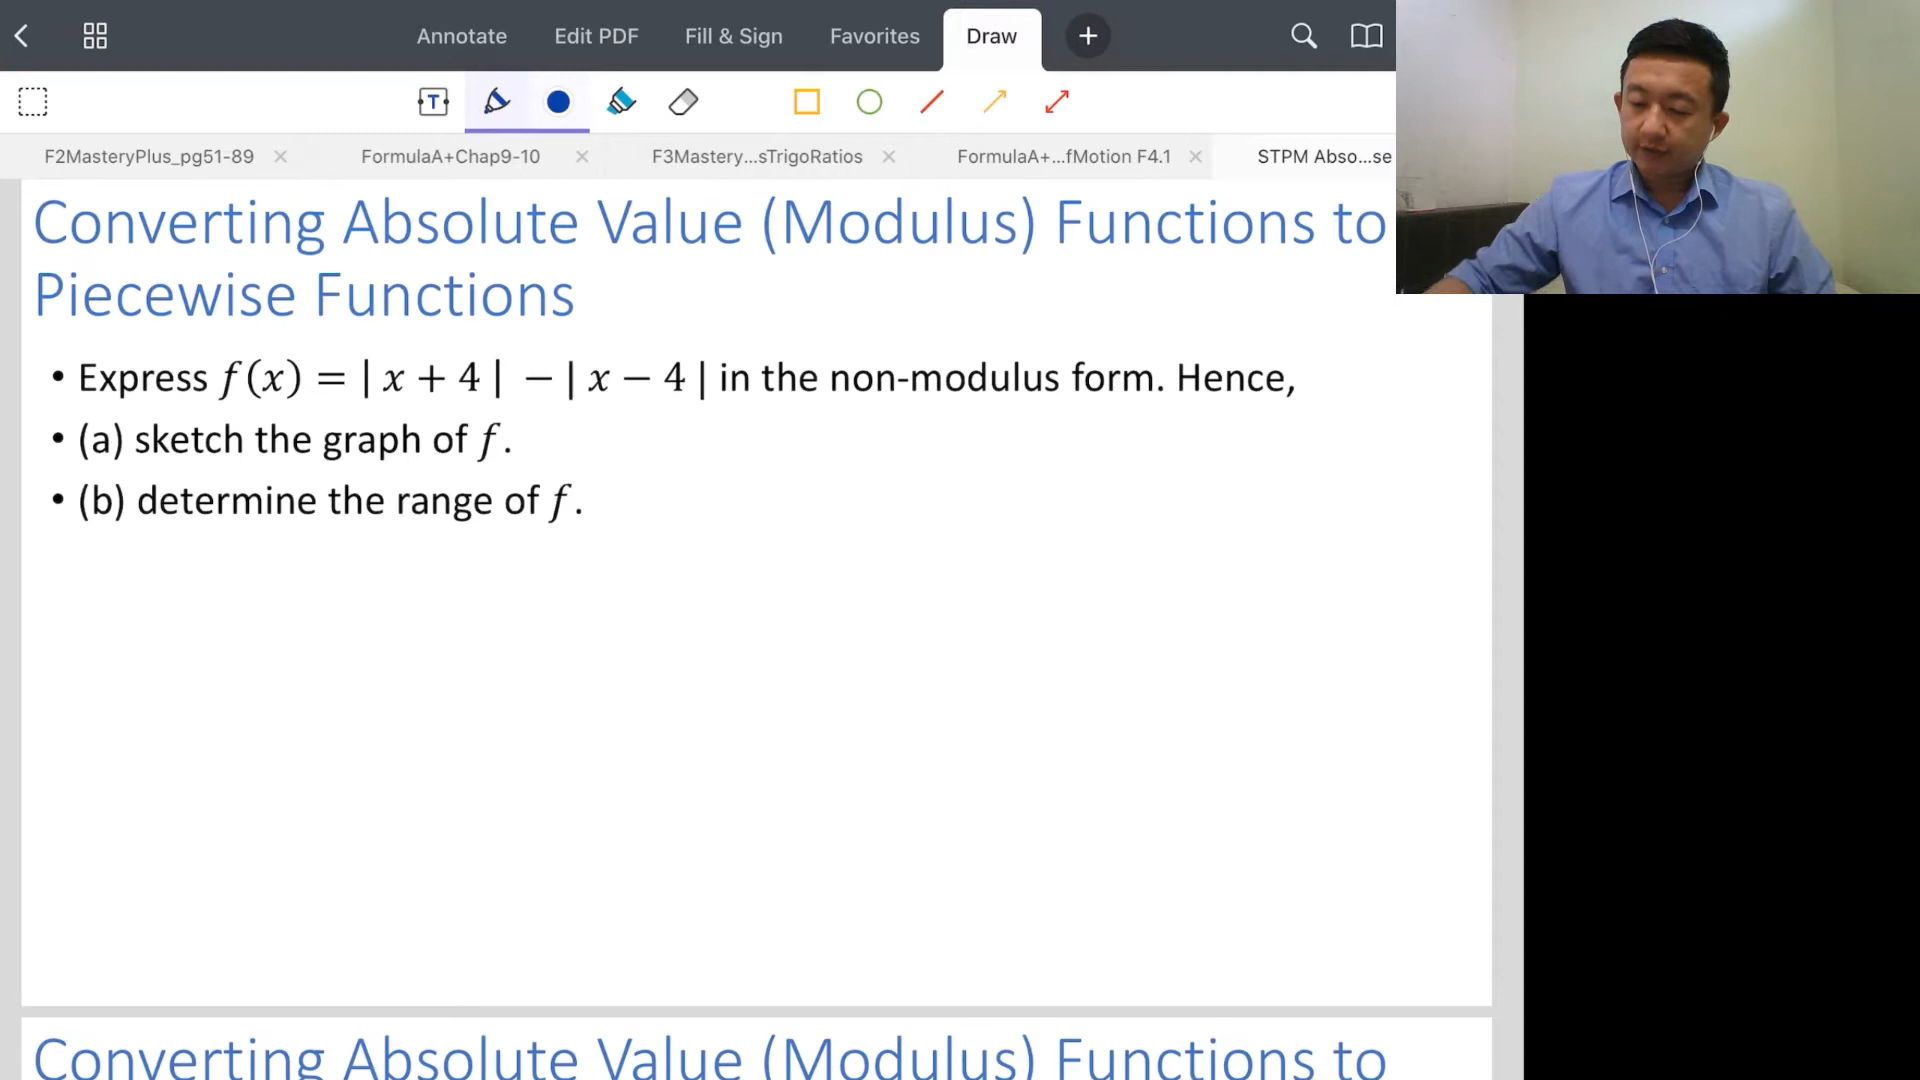 Annotate Edit PDF Fill & Sign Favorites Draw
T
F2MasteryPlus_pg51-89 FormulaA+Chap9-10 F3Mastery...sTrigoRatios FormulaA+...fMotion F4.1 STPM Abso...se
Converting Absolute Value (Modulus) Functions to
Piecewise Functions
• Express f(x) = | x + 4 | − | x − 4 | in the non-modulus form. Hence,
• (a) sketch the graph of f.
• (b) determine the range of f.
Converting Absolute Value (Modulus) Functions to